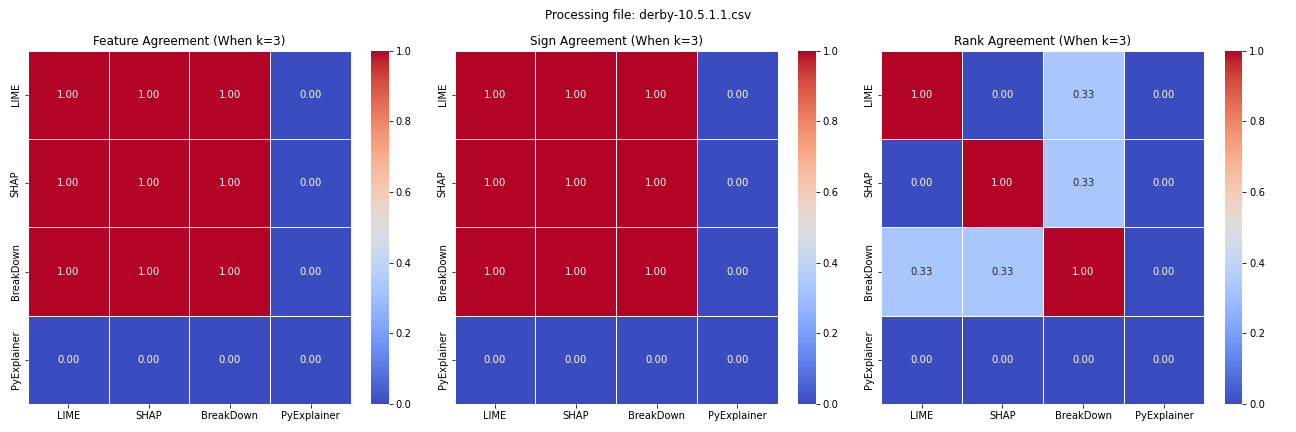 Processing file: derby-10.5.1.1.csv
Feature Agreement (When k=3)
LIME 1.00 1.00 1.00 0.00
SHAP 1.00 1.00 1.00 0.00
BreakDown 1.00 1.00 1.00 0.00
PyExplainer 0.00 0.00 0.00 0.00
LIME SHAP BreakDown PyExplainer
1.0
0.8
0.6
0.4
0.2
0.0
Sign Agreement (When k=3)
LIME 1.00 1.00 1.00 0.00
SHAP 1.00 1.00 1.00 0.00
BreakDown 1.00 1.00 1.00 0.00
PyExplainer 0.00 0.00 0.00 0.00
LIME SHAP BreakDown PyExplainer
1.0
0.8
0.6
0.4
0.2
0.0
Rank Agreement (When k=3)
LIME 1.00 0.00 0.33 0.00
SHAP 0.00 1.00 0.33 0.00
BreakDown 0.33 0.33 1.00 0.00
PyExplainer 0.00 0.00 0.00 0.00
LIME SHAP BreakDown PyExplainer
1.0
0.8
0.6
0.4
0.2
0.0